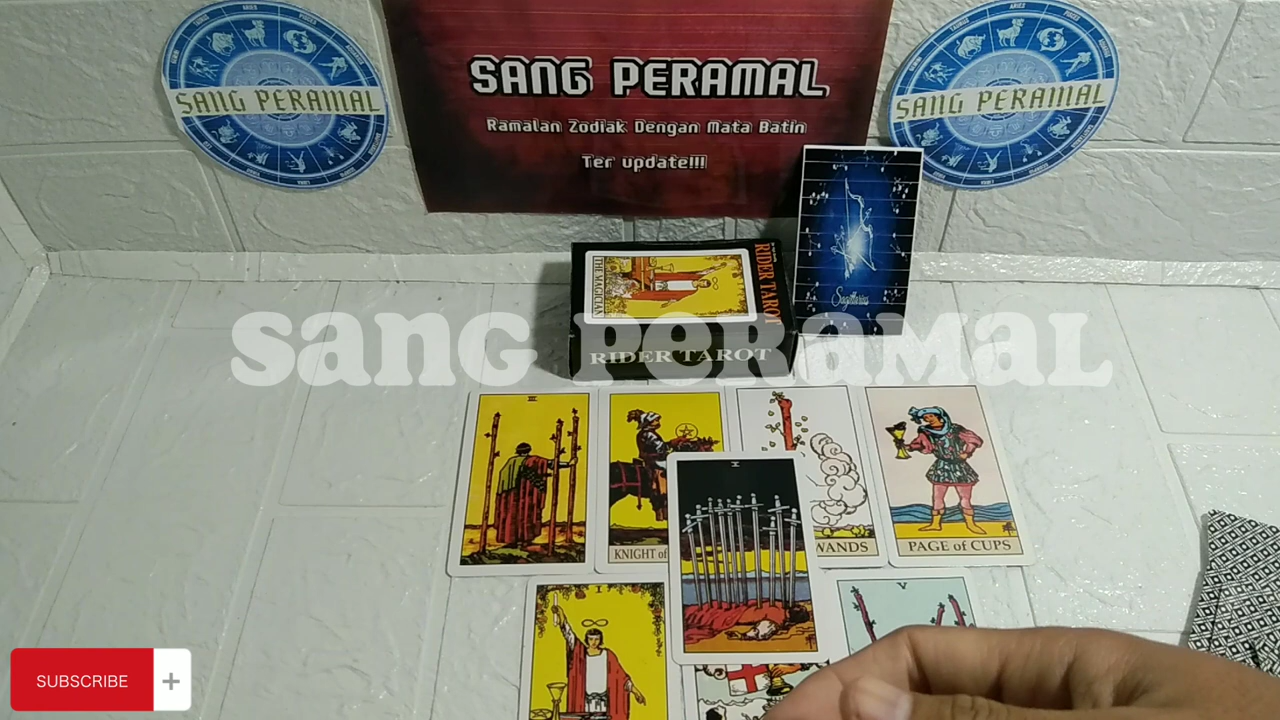 SANG PERAMAL
SANG PERAMAL
SANG PERAMAL
Ramalan Zodiak Dengan Mata Batin
Ter update!!!
RIDER TAROT
THE MAGICIAN
Sagittarius
SANG PERAMAL
RIDER TAROT
III
KNIGHT of
WANDS
PAGE of CUPS
X
I
V
SUBSCRIBE +